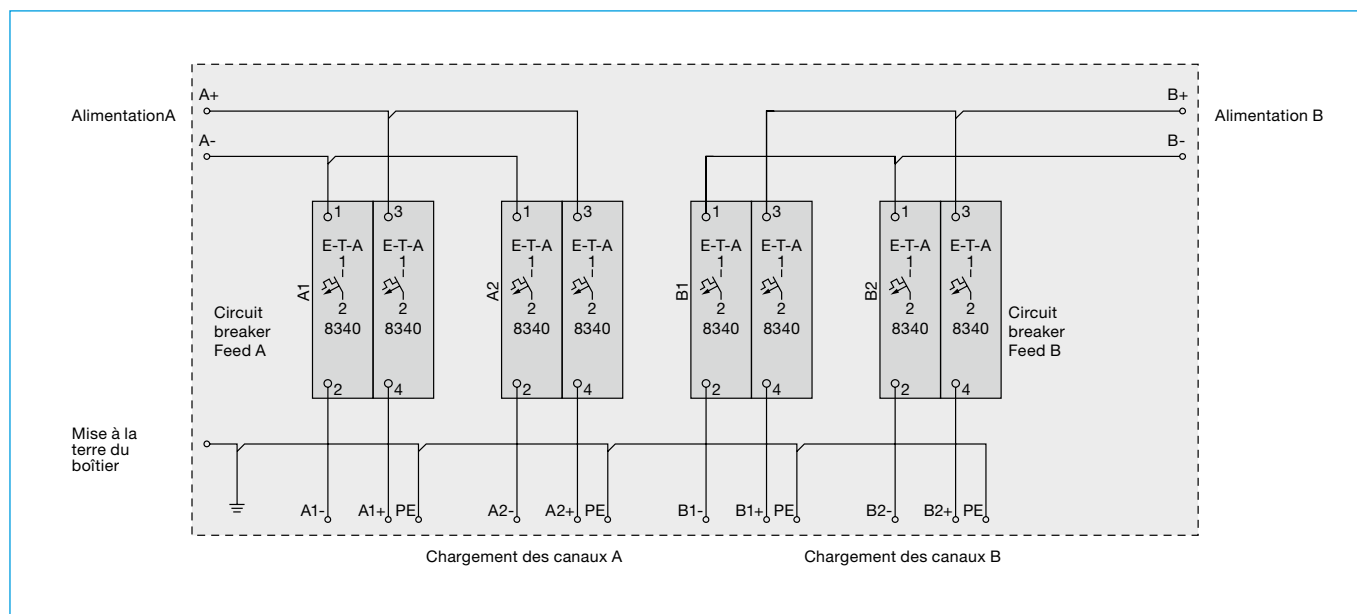 A+
B+
AlimentationA
Alimentation B
A-
B-
1 3
1 3
1 3
1 3
E-T-A E-T-A
E-T-A E-T-A
E-T-A E-T-A
E-T-A E-T-A
1 1
1 1
1 1
1 1
A1
A2
B1
B2
2 2
2 2
2 2
2 2
8340 8340
8340 8340
8340 8340
8340 8340
Circuit
breaker
Feed A
Circuit
breaker
Feed B
2 4
2 4
2 4
2 4
Mise à la
terre du
boîtier
A1- A1+ PE
A2- A2+ PE
B1- B1+ PE
B2- B2+ PE
Chargement des canaux A
Chargement des canaux B